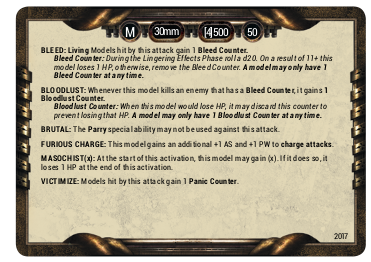 M 30mm 4 500 50
BLEED: Living Models hit by this attack gain 1 Bleed Counter.
Bleed Counter: During the Lingering Effects Phase roll a d20. On a result of 11+ this
model loses 1 HP, otherwise, remove the Bleed Counter. A model may only have 1
Bleed Counter at any time.
BLOODLUST: Whenever this model kills an enemy that has a Bleed Counter, it gains 1
Bloodlust Counter.
Bloodlust Counter: When this model would lose HP, it may discard this counter to
prevent losing that HP. A model may only have 1 Bloodlust Counter at any time.
BRUTAL: The Parry special ability may not be used against this attack.
FURIOUS CHARGE: This model gains an additional +1 AS and +1 PW to charge attacks.
MASOCHIST(x): At the start of this activation, this model may gain (x). If it does so, it
loses 1 HP at the end of this activation.
VICTIMIZE: Models hit by this attack gain 1 Panic Counter.
2017